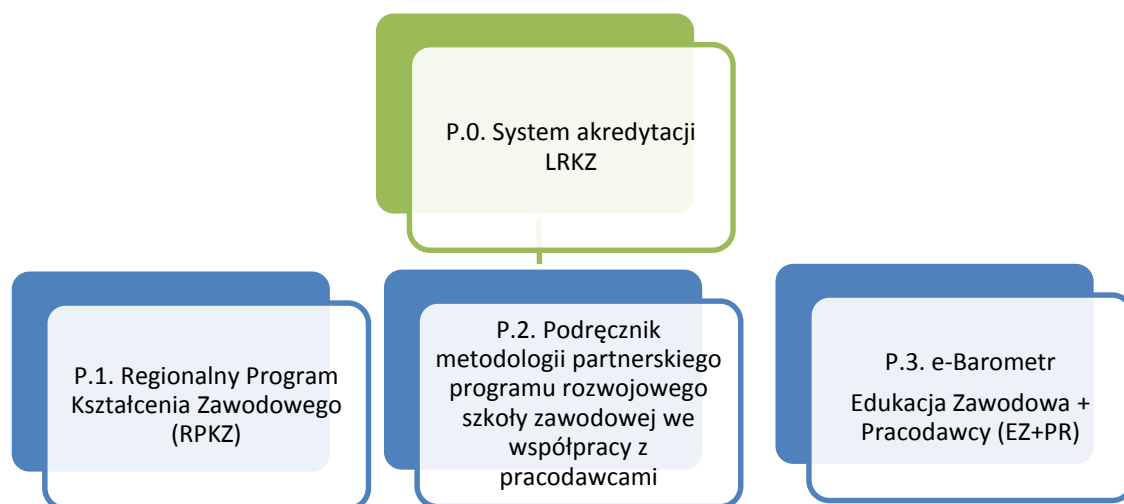 P.0. System akredytacji
LRKZ
P.1. Regionalny Program
Kształcenia Zawodowego
(RPKZ)
P.2. Podręcznik
metodologii partnerskiego
programu rozwojowego
szkoły zawodowej we
współpracy z
pracodawcami
P.3. e-Barometr
Edukacja Zawodowa +
Pracodawcy (EZ+PR)